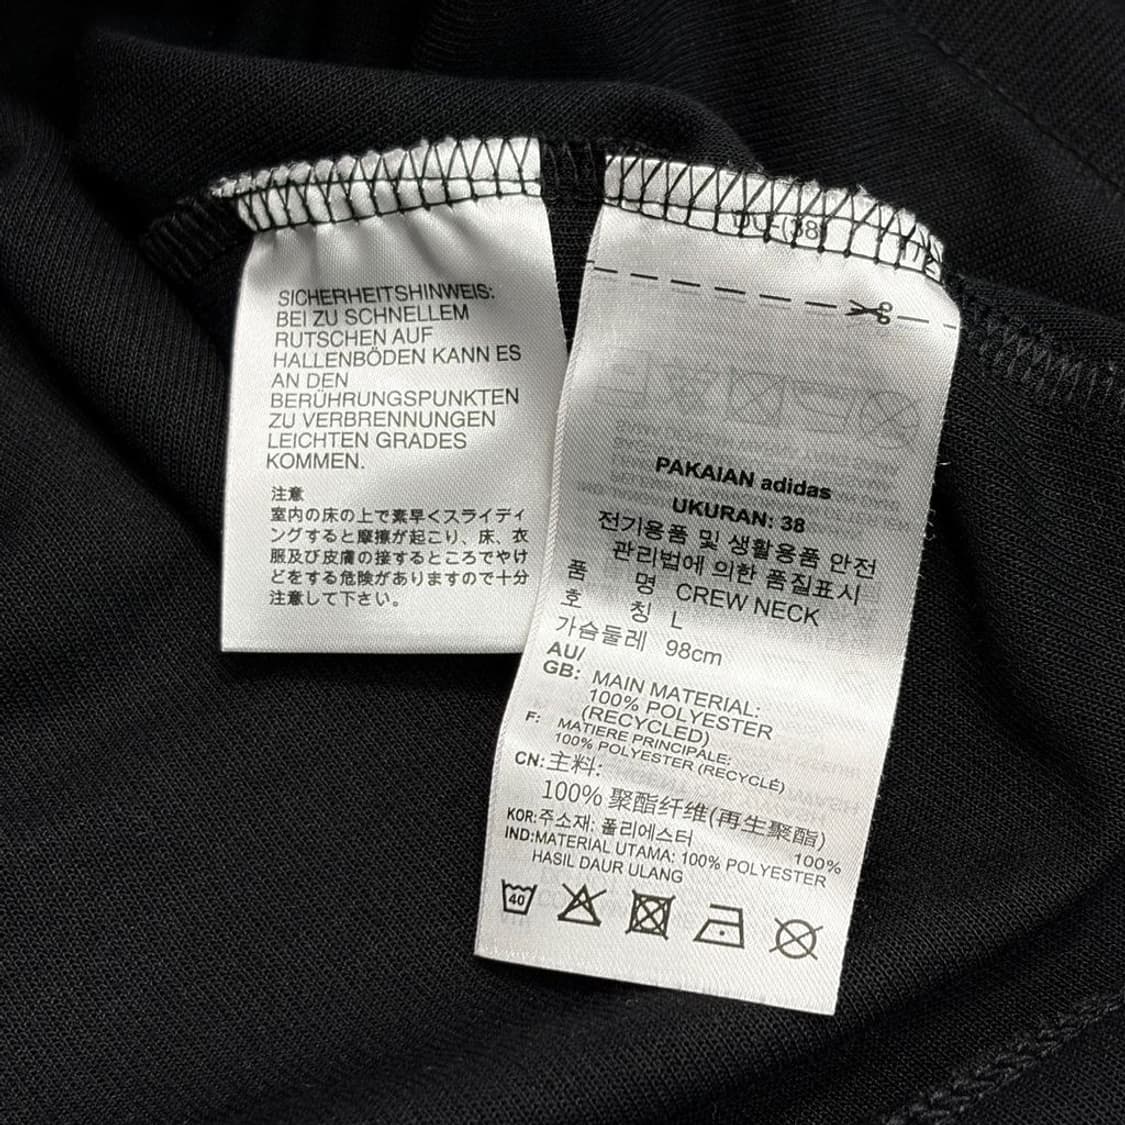 SICHERHEITSHINWEIS:
BEI ZU SCHNELLEM
RUTSCHEN AUF
HALLENBÖDEN KANN ES
AN DEN
BERÜHRUNGSPUNKTEN
ZU VERBRENNUNGEN
LEICHTEN GRADES
KOMMEN.
注意
室内の床の上で素早くスライディ
ングすると摩擦が起こり、床、衣
服及び皮膚の接するところでやけ
どをする危険がありますので十分
注意して下さい。
PAKAIAN adidas
UKURAN: 38
전기용품 및 생활용품 안전
관리법에 의한 품질표시
품 명 CREW NECK
호 칭 L
가슴둘레 98cm
AU/
GB: MAIN MATERIAL:
100% POLYESTER
(RECYCLED)
F: MATIERE PRINCIPALE:
100% POLYESTER (RECYCLÉ)
CN: 主料:
100% 聚酯纤维(再生聚酯)
KOR:주소재: 폴리에스터
100%
IND:MATERIAL UTAMA: 100% POLYESTER
HASIL DAUR ULANG
40